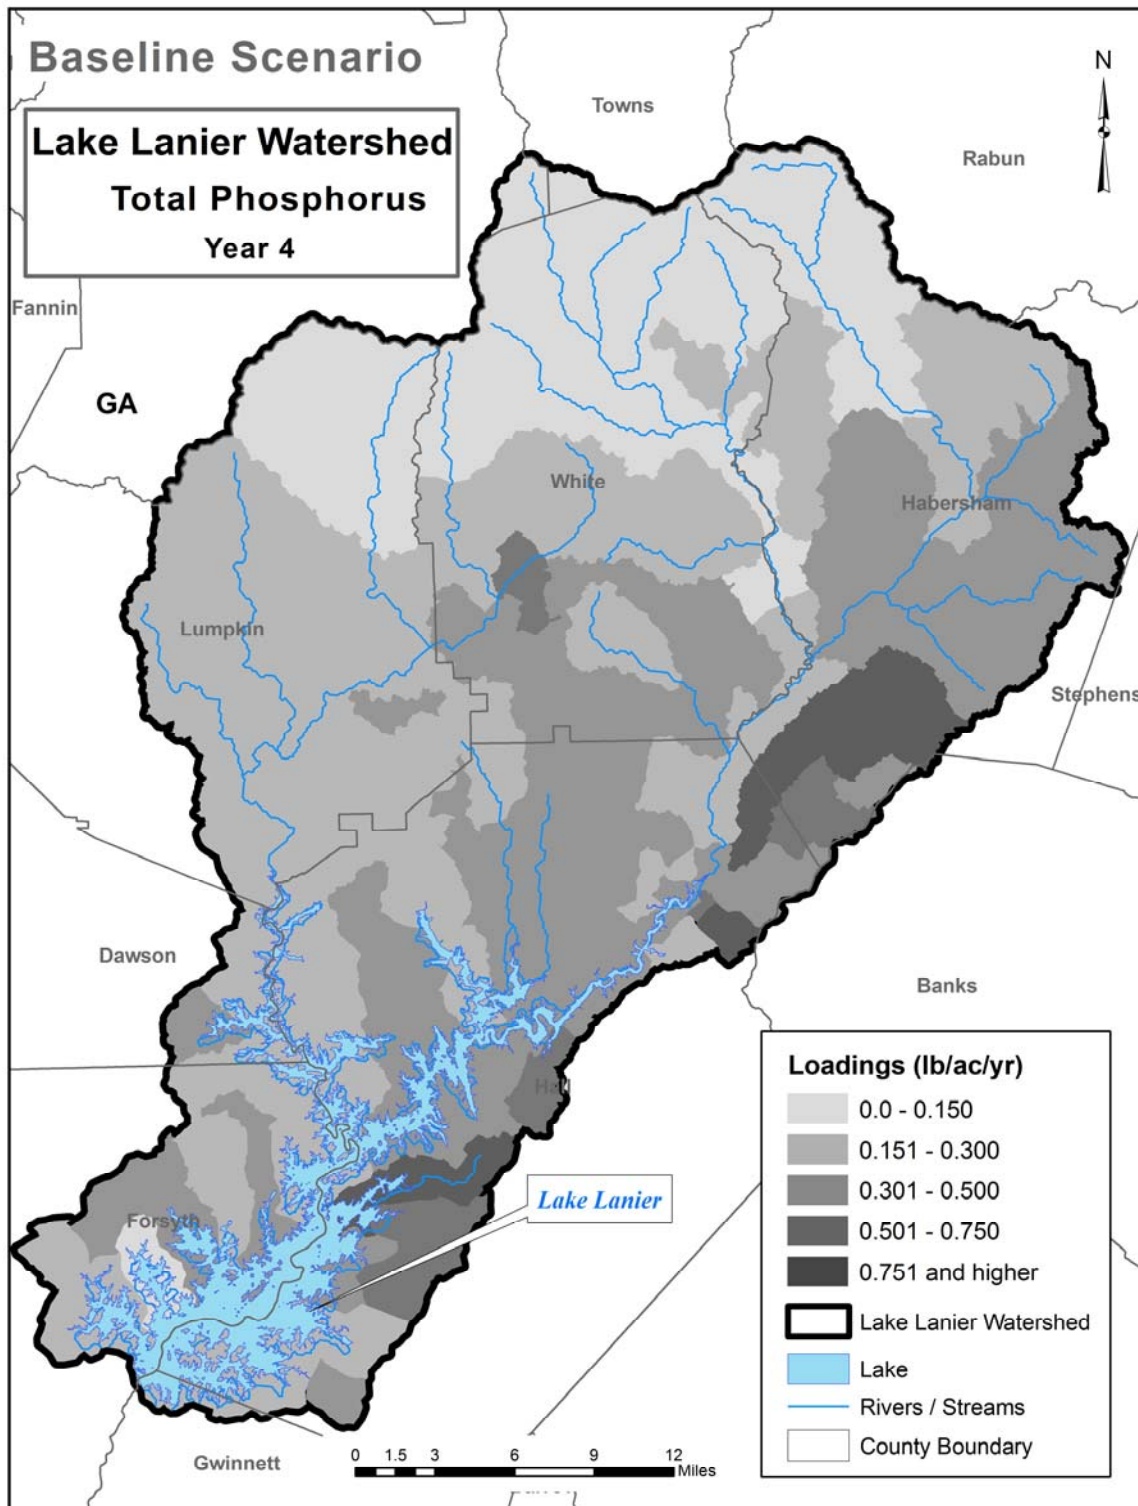 Baseline Scenario
Lake Lanier Watershed
Total Phosphorus
Year 4
N
Towns
Rabun
Fannin
GA
White
Habersham
Lumpkin
Stephens
Dawson
Banks
Hall
Forsyth
Lake Lanier
Gwinnett
Loadings (lb/ac/yr)
0.0 - 0.150
0.151 - 0.300
0.301 - 0.500
0.501 - 0.750
0.751 and higher
Lake Lanier Watershed
Lake
Rivers / Streams
County Boundary
0 1.5 3 6 9 12
Miles